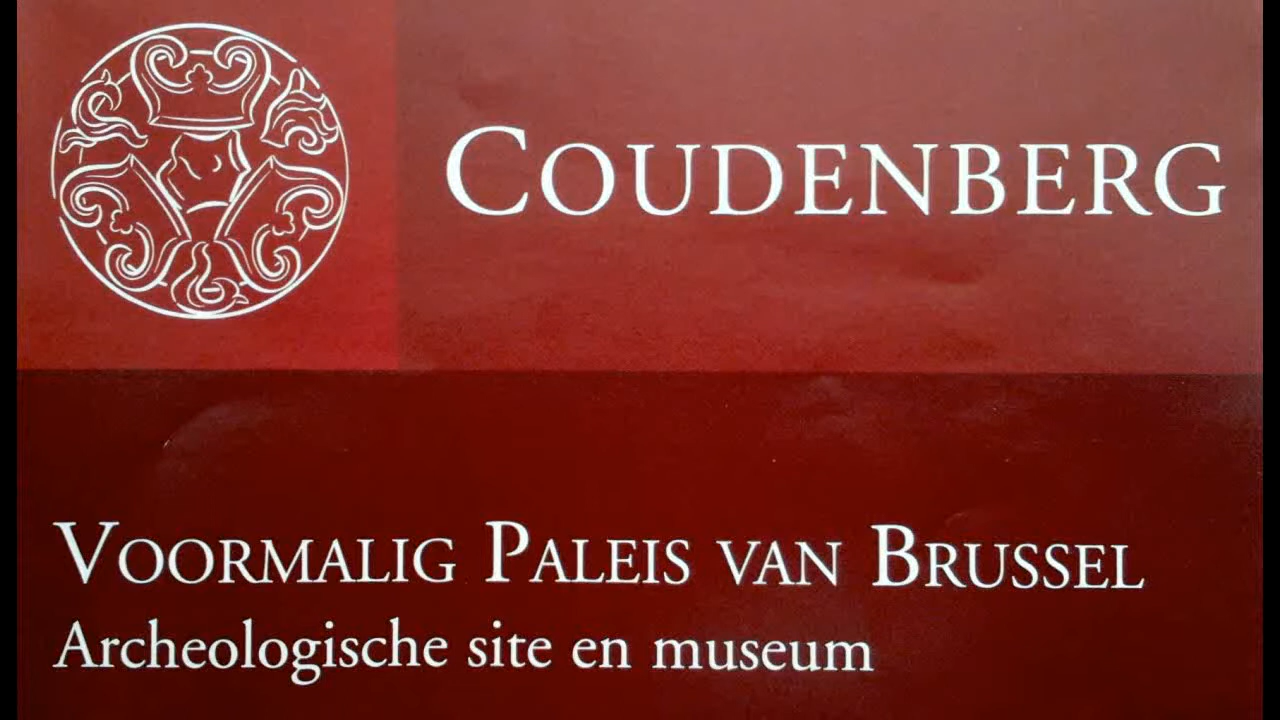 COUDENBERG
VOORMALIG PALEIS VAN BRUSSEL
Archeologische site en museum